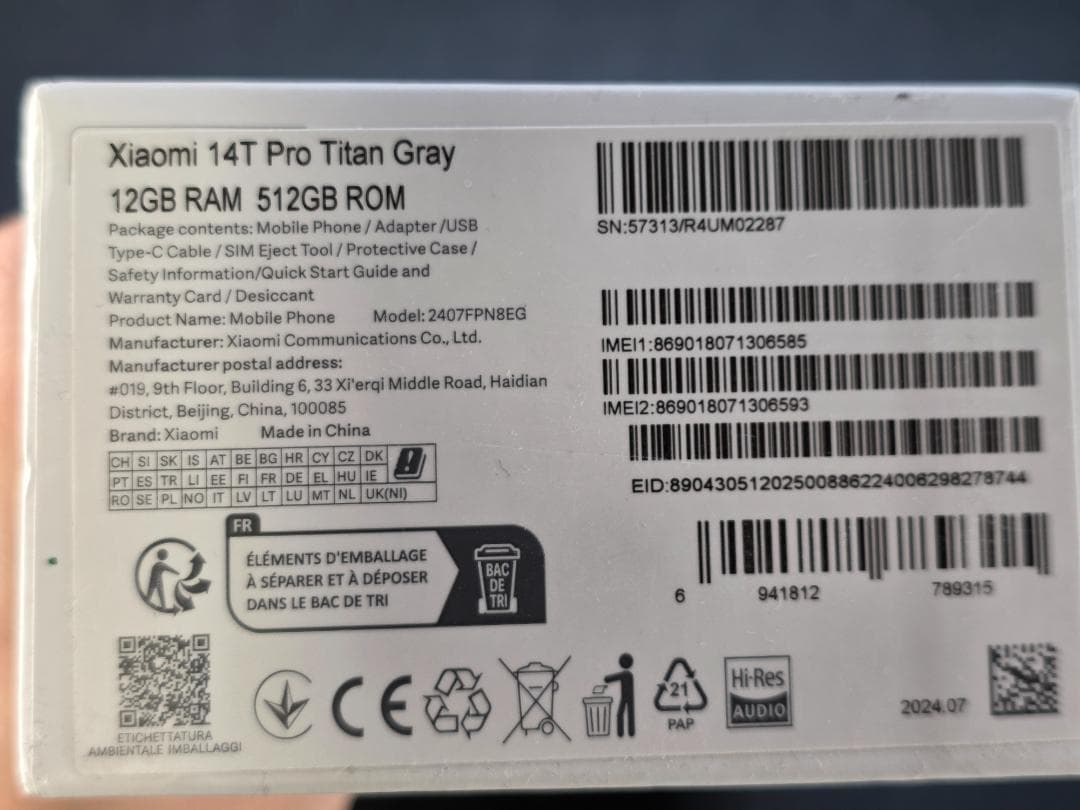 Xiaomi 14T Pro Titan Gray
12GB RAM 512GB ROM
Package contents: Mobile Phone / Adapter /USB
Type-C Cable / SIM Eject Tool / Protective Case /
Safety Information/Quick Start Guide and
Warranty Card / Desiccant
Product Name: Mobile Phone Model: 2407FPN8EG
Manufacturer: Xiaomi Communications Co., Ltd.
Manufacturer postal address:
#019, 9th Floor, Building 6, 33 Xi'erqi Middle Road, Haidian
District, Beijing, China, 100085
Brand: Xiaomi Made in China
CH SI SK IS AT BE BG HR CY CZ DK
PT ES TR LI EE FI FR DE EL HU IE
RO SE PL NO IT LV LT LU MT NL UK(NI)
FR
ÉLÉMENTS D'EMBALLAGE
À SÉPARER ET À DÉPOSER
DANS LE BAC DE TRI
BAC
DE
TRI
ETICHETTATURA
AMBIENTALE IMBALLAGGI
CE
21
PAP
Hi-Res
AUDIO
SN:57313/R4UM02287
IMEI1:869018071306585
IMEI2:869018071306593
EID:89043051202500886224006298278744
6 941812 789315
2024.07